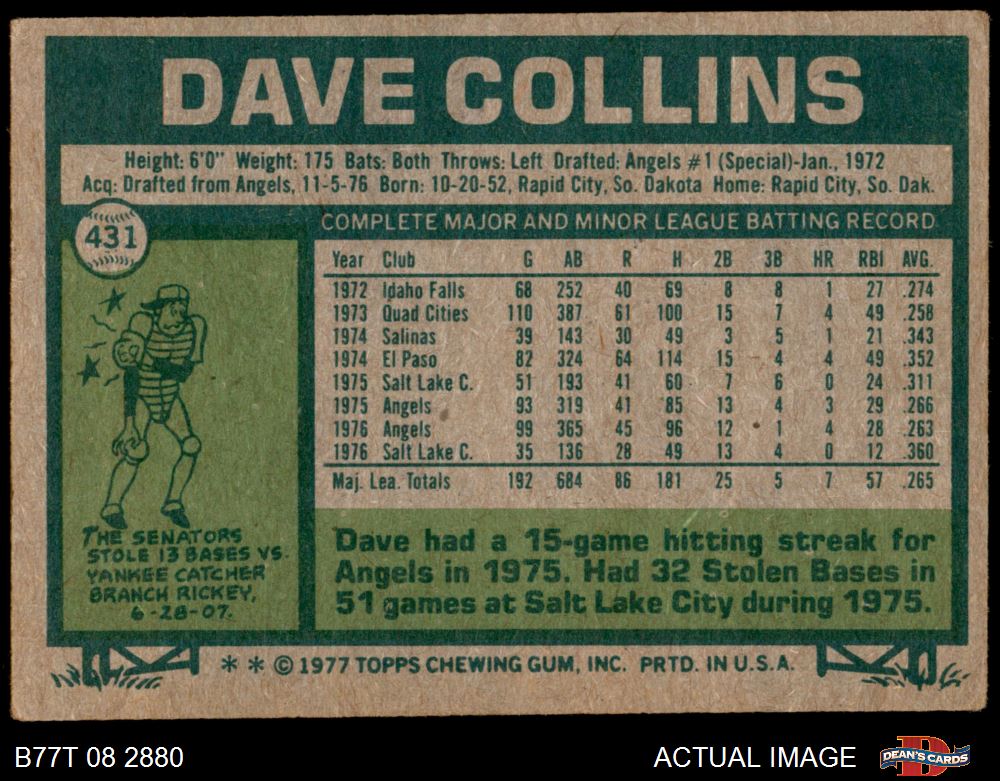 DAVE COLLINS
Height: 6'0" Weight: 175 Bats: Both Throws: Left Drafted: Angels #1 (Special)-Jan., 1972
Acq: Drafted from Angels, 11-5-76 Born: 10-20-52, Rapid City, So. Dakota Home: Rapid City, So. Dak.
431
COMPLETE MAJOR AND MINOR LEAGUE BATTING RECORD
Year Club G AB R H 2B 3B HR RBI AVG.
1972 Idaho Falls 68 252 40 69 8 8 1 27 .274
1973 Quad Cities 110 387 61 100 15 7 4 49 .258
1974 Salinas 39 143 30 49 3 5 1 21 .343
1974 El Paso 82 324 64 114 15 4 4 49 .352
1975 Salt Lake C. 51 193 41 60 7 6 0 24 .311
1975 Angels 93 319 41 85 13 4 3 29 .266
1976 Angels 99 365 45 96 12 1 4 28 .263
1976 Salt Lake C. 35 136 28 49 13 4 0 12 .360
Maj. Lea. Totals 192 684 86 181 25 5 7 57 .265
THE SENATORS
STOLE 13 BASES VS.
YANKEE CATCHER
BRANCH RICKEY,
6-28-07.
Dave had a 15-game hitting streak for
Angels in 1975. Had 32 Stolen Bases in
51 games at Salt Lake City during 1975.
* * © 1977 TOPPS CHEWING GUM, INC. PRTD. IN U.S.A.
B77T 08 2880
ACTUAL IMAGE
DEAN'S CARDS